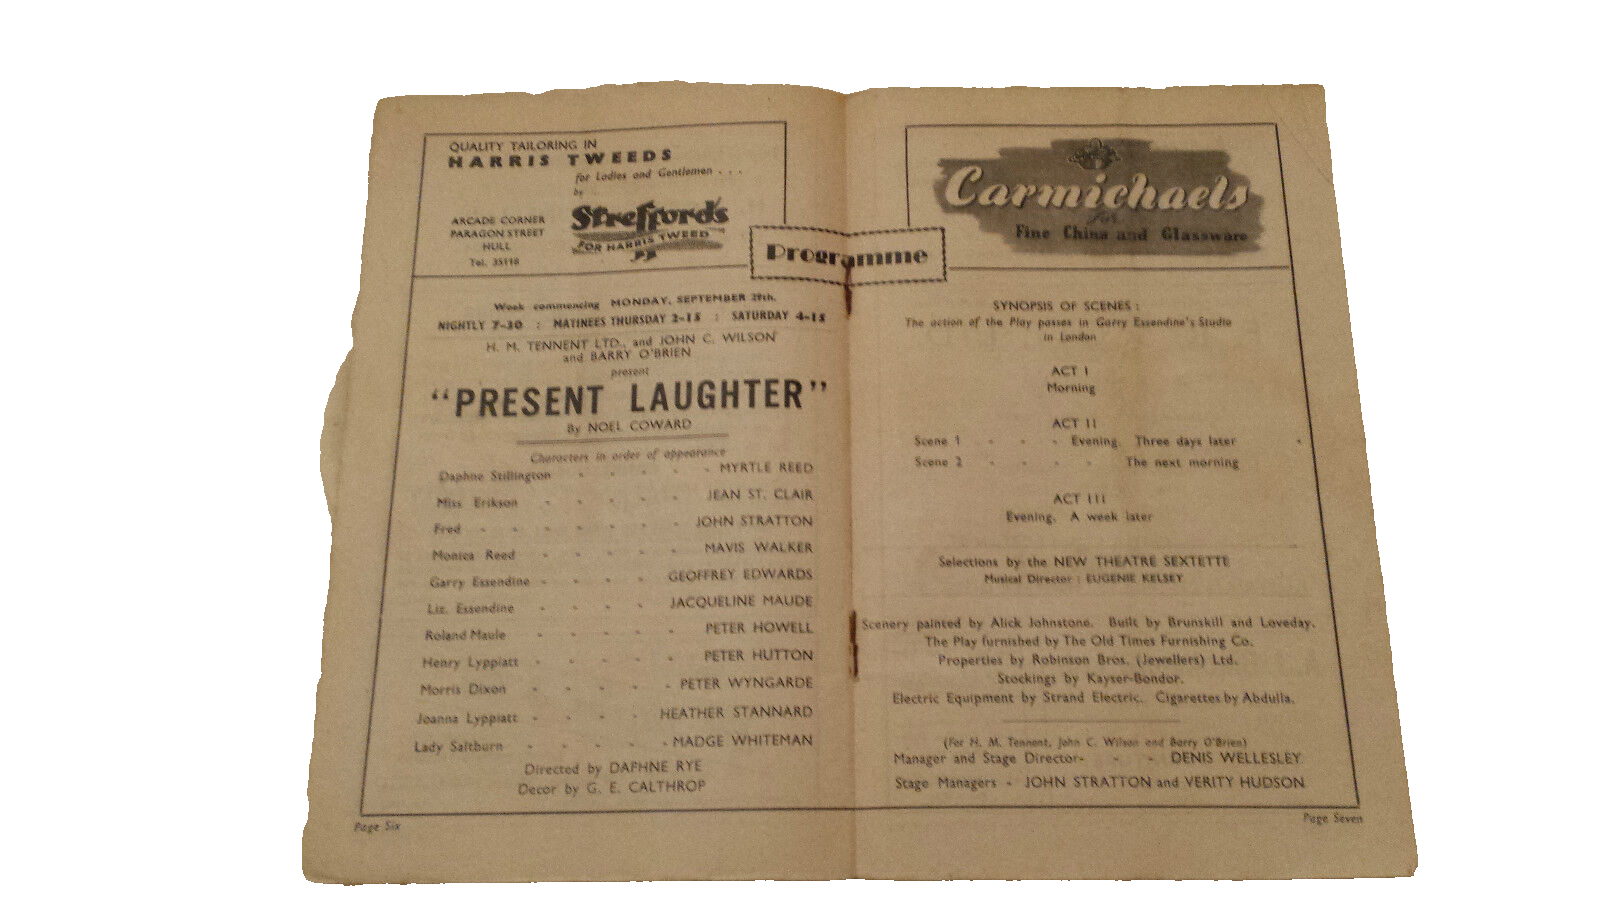 QUALITY TAILORING IN
HARRIS TWEEDS
for Ladies and Gentlemen . . .
by
ARCADE CORNER
PARAGON STREET
HULL
Tel. 35118
Streffords
FOR HARRIS TWEED
Programme
Week commencing MONDAY, SEPTEMBER 29th.
NIGHTLY 7-30 : MATINEES THURSDAY 2-15 : SATURDAY 4-15
H. M. TENNENT LTD., and JOHN C. WILSON
and BARRY O'BRIEN
present
"PRESENT LAUGHTER"
By NOEL COWARD
Characters in order of appearance
Daphne Stillington - - - - - MYRTLE REED
Miss Erikson - - - - - JEAN ST. CLAIR
Fred - - - - - - - JOHN STRATTON
Monica Reed - - - - - MAVIS WALKER
Garry Essendine - - - - GEOFFREY EDWARDS
Liz. Essendine - - - - JACQUELINE MAUDE
Roland Maule - - - - - PETER HOWELL
Henry Lyppiatt - - - - - PETER HUTTON
Morris Dixon - - - - - PETER WYNGARDE
Joanna Lyppiatt - - - - HEATHER STANNARD
Lady Saltburn - - - - - MADGE WHITEMAN
Directed by DAPHNE RYE
Decor by G. E. CALTHROP
Page Six
Carmichaels
for
Fine China and Glassware
SYNOPSIS OF SCENES :
The action of the Play passes in Garry Essendine's Studio
in London
ACT I
Morning
ACT II
Scene 1 - - - Evening. Three days later
Scene 2 - - - - The next morning
ACT III
Evening. A week later
Selections by the NEW THEATRE SEXTETTE
Musical Director : EUGENIE KELSEY
Scenery painted by Alick Johnstone. Built by Brunskill and Loveday.
The Play furnished by The Old Times Furnishing Co.
Properties by Robinson Bros. (Jewellers) Ltd.
Stockings by Kayser-Bondor.
Electric Equipment by Strand Electric. Cigarettes by Abdulla.
(For H. M. Tennent, John C. Wilson and Barry O'Brien)
Manager and Stage Director- - - DENIS WELLESLEY
Stage Managers - JOHN STRATTON and VERITY HUDSON
Page Seven